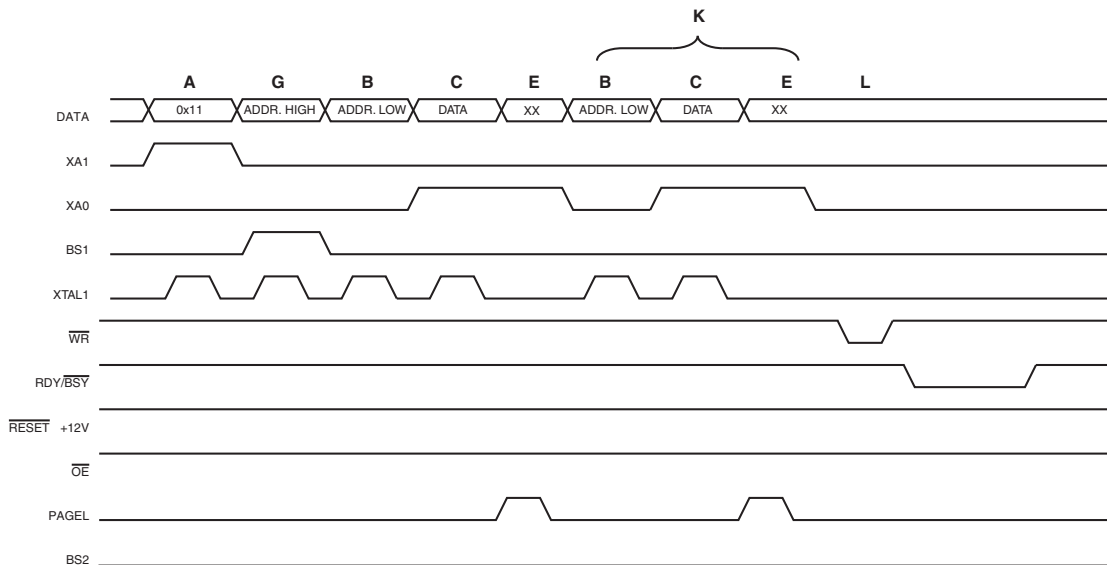 K
A G B C E B C E L
DATA 0x11 ADDR. HIGH ADDR. LOW DATA XX ADDR. LOW DATA XX
XA1
XA0
BS1
XTAL1
WR
RDY/BSY
RESET +12V
OE
PAGEL
BS2